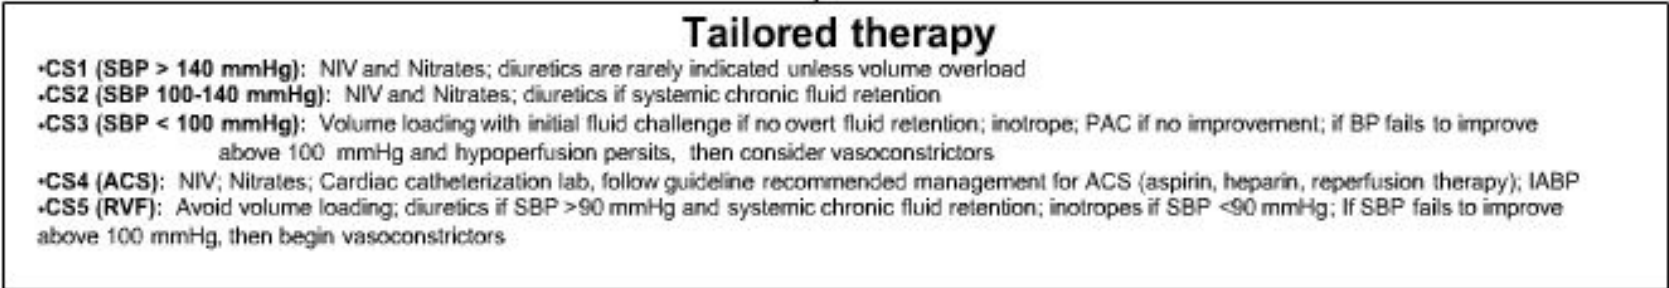 Tailored therapy
•CS1 (SBP > 140 mmHg): NIV and Nitrates; diuretics are rarely indicated unless volume overload
•CS2 (SBP 100-140 mmHg): NIV and Nitrates; diuretics if systemic chronic fluid retention
•CS3 (SBP < 100 mmHg): Volume loading with initial fluid challenge if no overt fluid retention; inotrope; PAC if no improvement; if BP fails to improve
above 100 mmHg and hypoperfusion persits, then consider vasoconstrictors
•CS4 (ACS): NIV; Nitrates; Cardiac catheterization lab, follow guideline recommended management for ACS (aspirin, heparin, reperfusion therapy); IABP
•CS5 (RVF): Avoid volume loading; diuretics if SBP >90 mmHg and systemic chronic fluid retention; inotropes if SBP <90 mmHg; If SBP fails to improve
above 100 mmHg, then begin vasoconstrictors